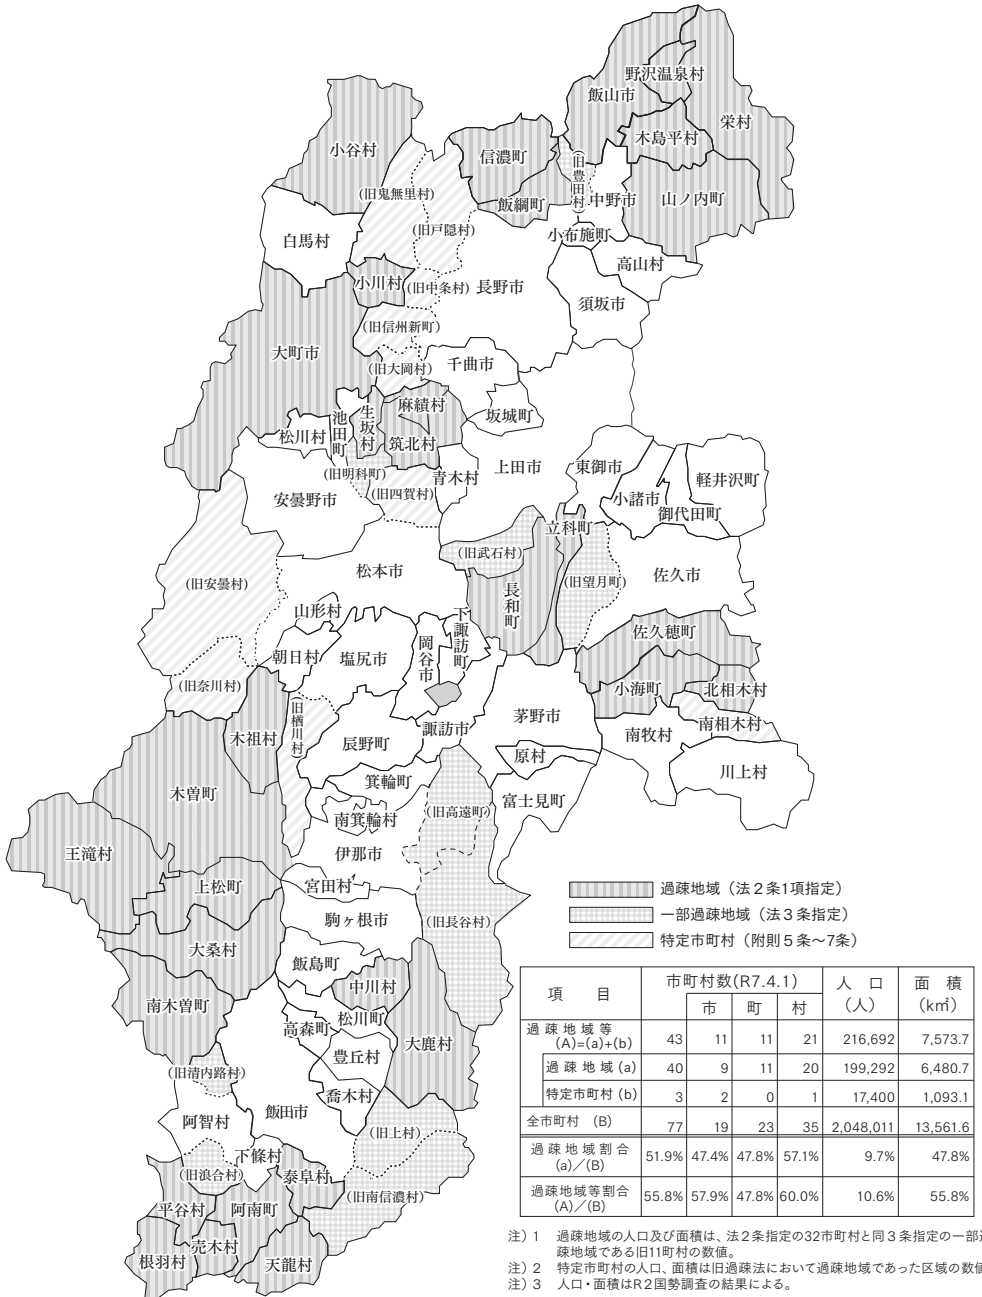 野沢温泉村
飯山市
栄村
木島平村
小谷村
信濃町
(旧豊田村)
(旧鬼無里村)
飯綱町
中野市
山ノ内町
(旧戸隠村)
白馬村
小布施町
高山村
小川村
(旧中条村)
長野市
須坂市
(旧信州新町)
大町市
(旧大岡村)
千曲市
麻績村
坂城町
池田町
生坂村
松川村
筑北村
上田市
東御市
(旧明科町)
青木村
軽井沢町
安曇野市
(旧四賀村)
小諸市
御代田町
立科町
(旧武石村)
松本市
(旧安曇村)
(旧望月町)
佐久市
長和町
山形村
下諏訪町
佐久穂町
岡谷市
朝日村
塩尻市
(旧奈川村)
小海町
北相木村
(旧楢川村)
茅野市
南相木村
木祖村
辰野町
諏訪市
南牧村
原村
川上村
箕輪町
木曽町
富士見町
(旧高遠町)
南箕輪村
王滝村
伊那市
上松町
宮田村
駒ヶ根市
(旧長谷村)
大桑村
飯島町
中川村
南木曽町
松川町
高森町
大鹿村
豊丘村
(旧清内路村)
喬木村
飯田市
阿智村
(旧上村)
下條村
(旧浪合村)
泰阜村
(旧南信濃村)
平谷村
阿南町
売木村
根羽村
天龍村
過疎地域（法２条1項指定）
一部過疎地域（法３条指定）
特定市町村（附則５条～7条）
項　目　市町村数(R7.4.1)　人　口（人）　面　積（k㎡）
市　町　村
過疎地域等(A)=(a)+(b)　43　11　11　21　216,692　7,573.7
過疎地域(a)　40　9　11　20　199,292　6,480.7
特定市町村(b)　3　2　0　1　17,400　1,093.1
全市町村　(B)　77　19　23　35　2,048,011　13,561.6
過疎地域割合(a)／(B)　51.9%　47.4%　47.8%　57.1%　9.7%　47.8%
過疎地域等割合(A)／(B)　55.8%　57.9%　47.8%　60.0%　10.6%　55.8%
注）1　過疎地域の人口及び面積は、法２条指定の32市町村と同３条指定の一部
疎地域である旧11町村の数値。
注）2　特定市町村の人口、面積は旧過疎法において過疎地域であった区域の数値
注）3　人口・面積はR２国勢調査の結果による。